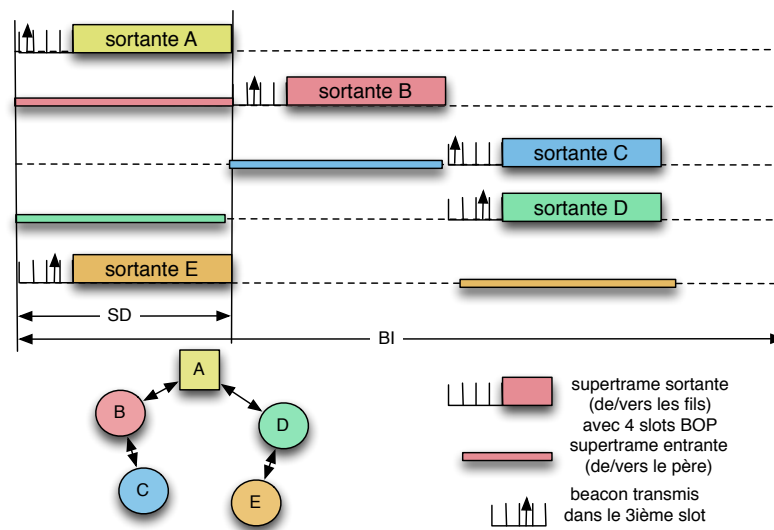 sortante A
sortante B
sortante C
sortante D
sortante E
SD
BI
A
B
D
C
E
supertrame sortante
(de/vers les fils)
avec 4 slots BOP
supertrame entrante
(de/vers le père)
beacon transmis
dans le 3ième slot